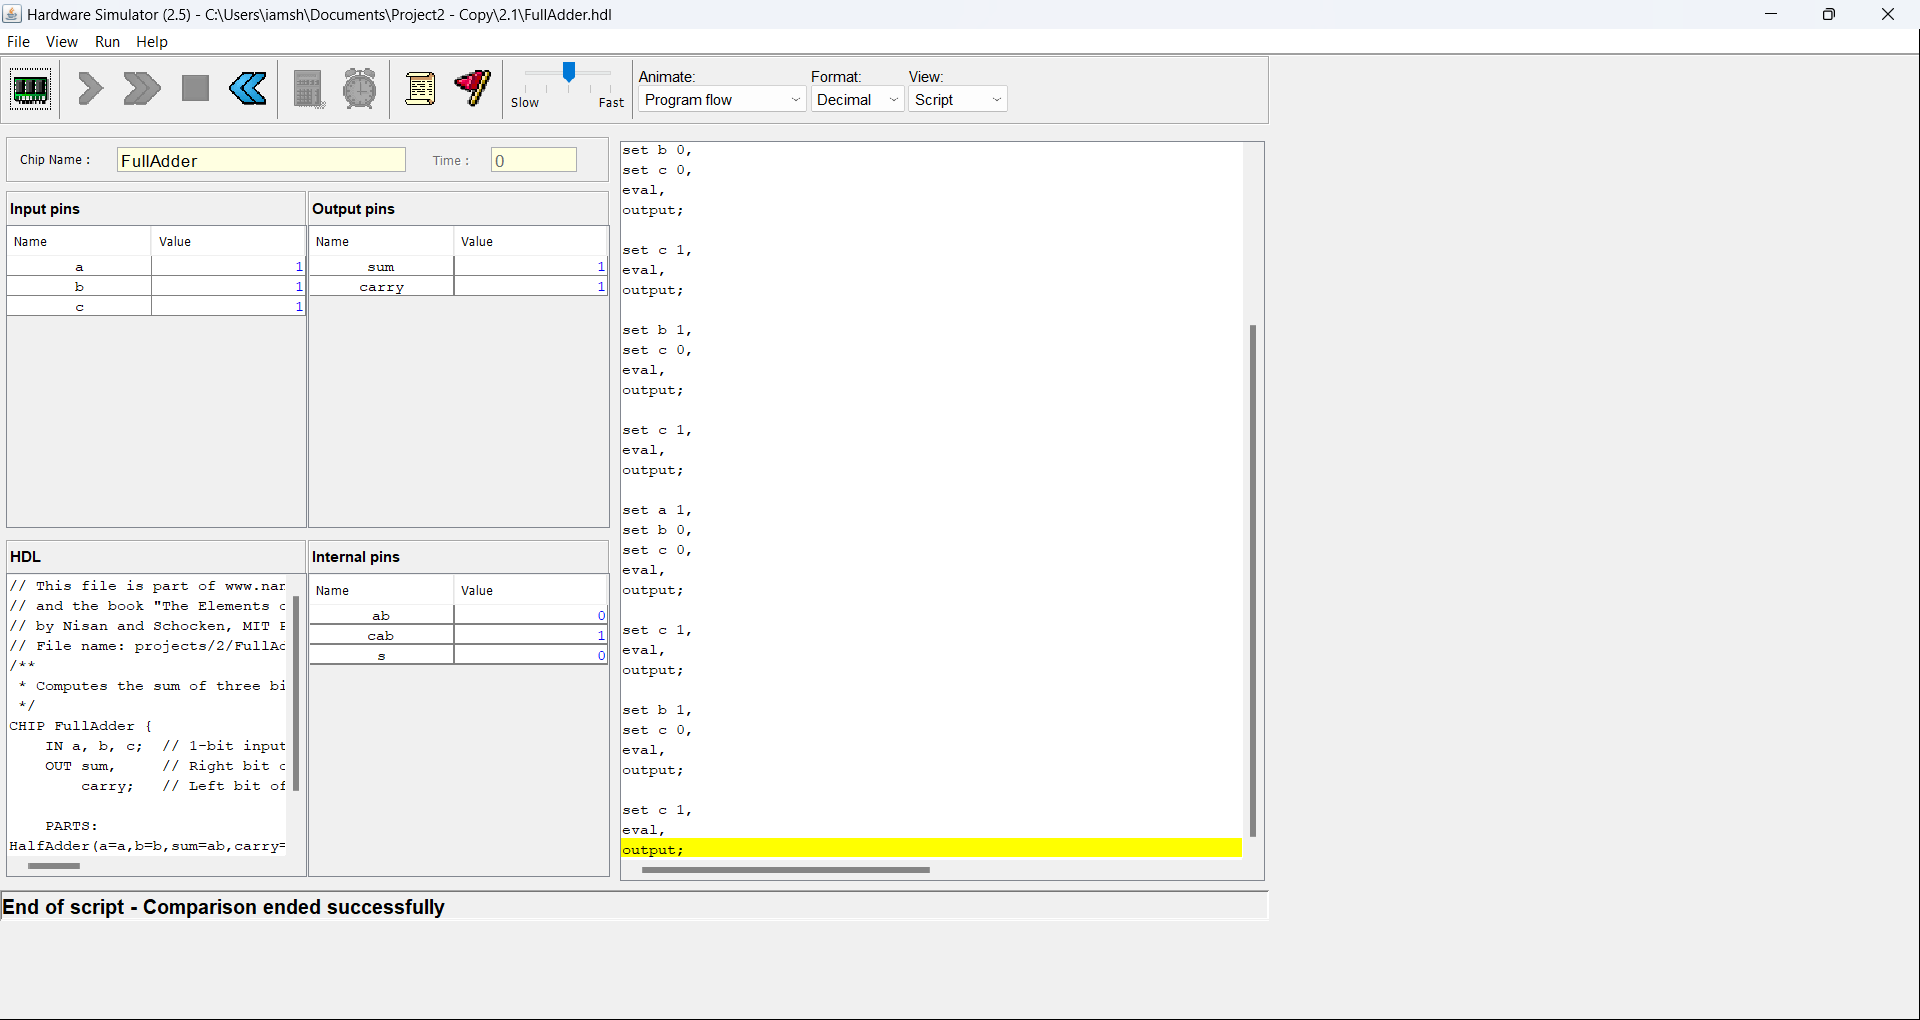 Hardware Simulator (2.5) - C:\Users\iamsh\Documents\Project2 - Copy\2.1\FullAdder.hdl
File View Run Help
Slow Fast
Animate: Format: View:
Program flow Decimal Script
Chip Name : FullAdder Time : 0
Input pins
Name Value
a 1
b 1
c 1
Output pins
Name Value
sum 1
carry 1
HDL
// This file is part of www.nan
// and the book "The Elements o
// by Nisan and Schocken, MIT P
// File name: projects/2/FullAd
/**
* Computes the sum of three bi
*/
CHIP FullAdder {
IN a, b, c; // 1-bit input
OUT sum, // Right bit o
carry; // Left bit of
PARTS:
HalfAdder(a=a,b=b,sum=ab,carry=
Internal pins
Name Value
ab 0
cab 1
s 0
set b 0,
set c 0,
eval,
output;
set c 1,
eval,
output;
set b 1,
set c 0,
eval,
output;
set c 1,
eval,
output;
set a 1,
set b 0,
set c 0,
eval,
output;
set c 1,
eval,
output;
set b 1,
set c 0,
eval,
output;
set c 1,
eval,
output;
End of script - Comparison ended successfully